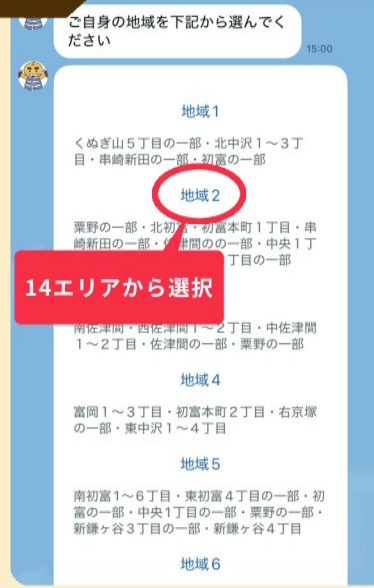 ご自身の地域を下記から選んでく
ださい
15:00
地域1
くぬぎ山５丁目の一部・北中沢１～３丁
目・串崎新田の一部・初富の一部
地域2
粟野の一部・北初富・初富本町１丁目・串
崎新田の一部・佐津間のの一部・中央１丁
丁目の一部
14エリアから選択
南佐津間・西佐津間１～２丁目・中佐津間
１～２丁目・佐津間の一部・粟野の一部
地域4
富岡１～３丁目・初富本町２丁目・右京塚
の一部・東中沢１～４丁目
地域5
南初富1～６丁目・東初富４丁目の一部・初
富の一部・中央1丁目の一部・粟野の一部・
新鎌ヶ谷３丁目の一部・新鎌ヶ谷４丁目
地域6